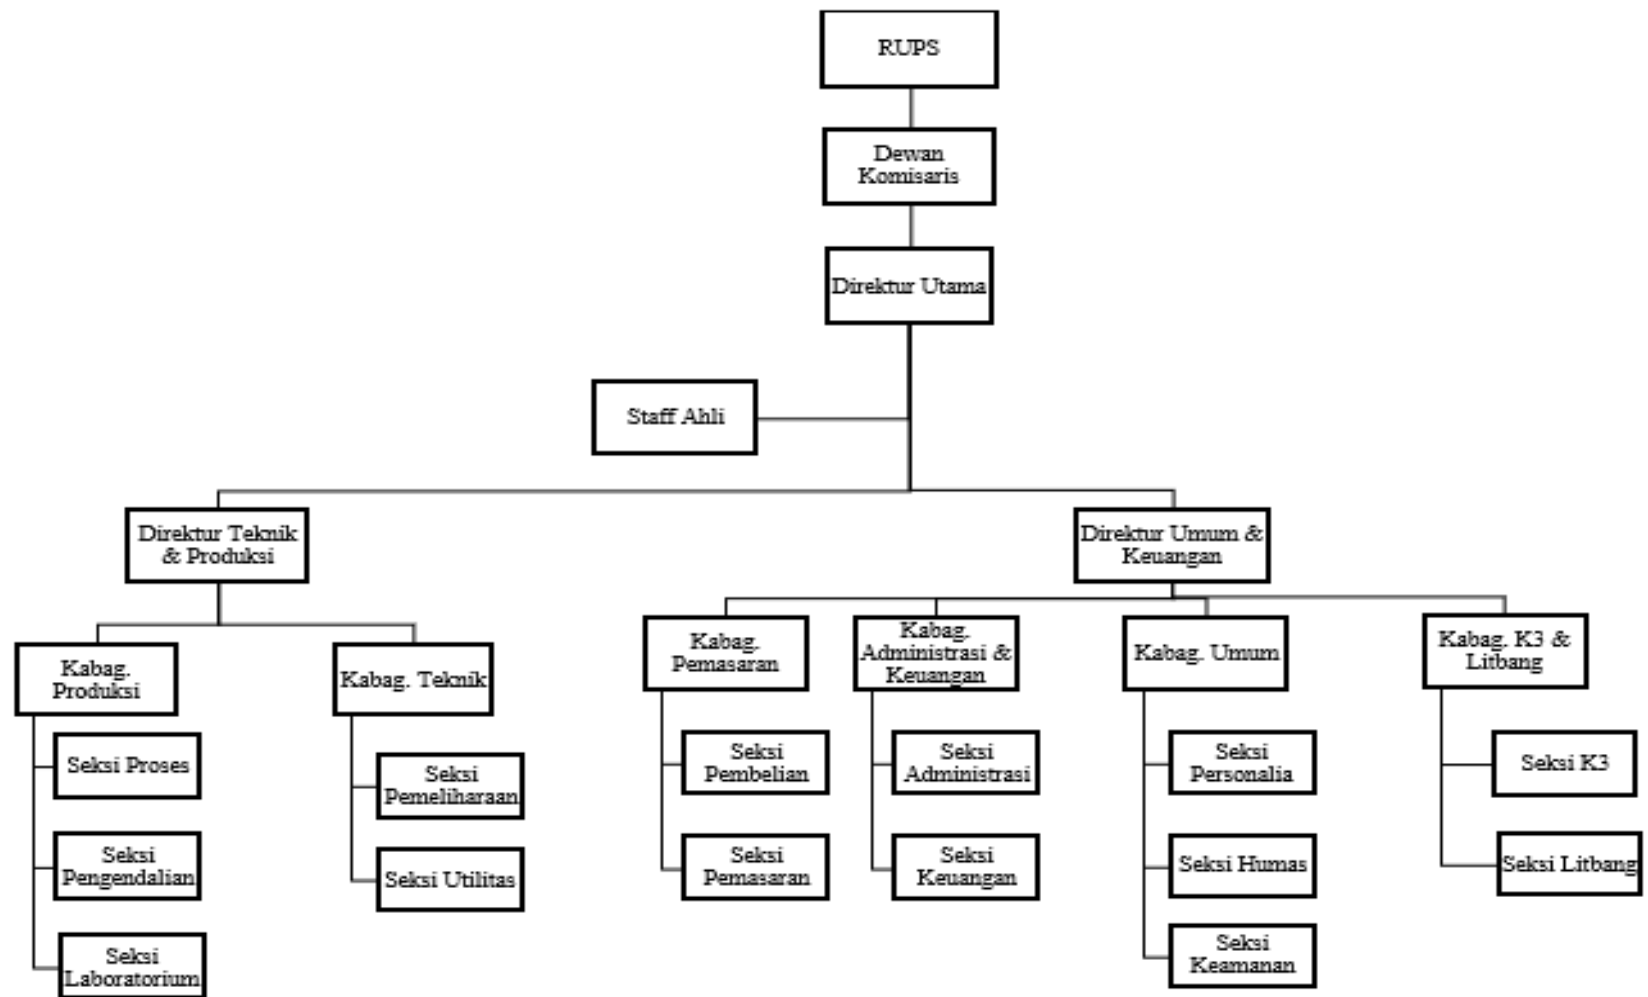 RUPS
Dewan
Komisaris
Direktur Utama
Staff Ahli
Direktur Teknik
& Produksi
Direktur Umum &
Keuangan
Kabag.
Produksi
Kabag. Teknik
Kabag.
Pemasaran
Kabag.
Administrasi &
Keuangan
Kabag. Umum
Kabag. K3 &
Litbang
Seksi Proses
Seksi
Pengendalian
Seksi
Laboratorium
Seksi
Pemeliharaan
Seksi Utilitas
Seksi
Pembelian
Seksi
Pemasaran
Seksi
Administrasi
Seksi
Keuangan
Seksi
Personalia
Seksi Humas
Seksi
Keamanan
Seksi K3
Seksi Litbang